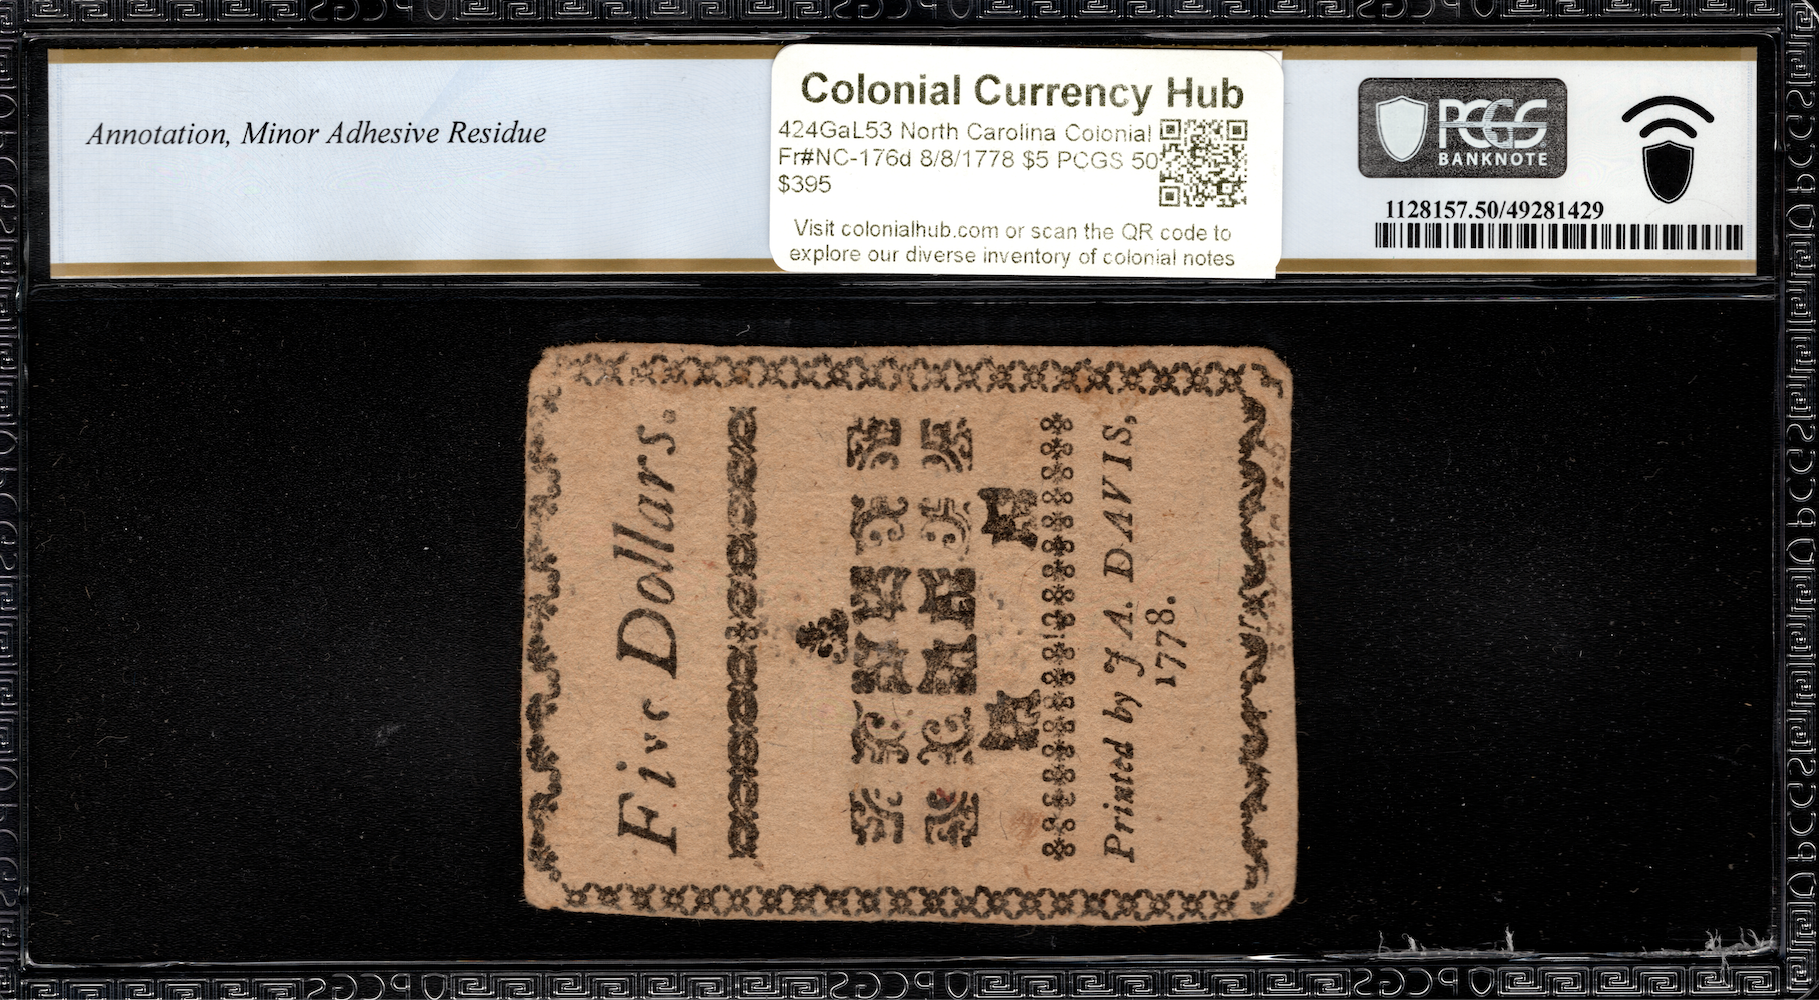 Annotation, Minor Adhesive Residue
Colonial Currency Hub
424GaL53 North Carolina Colonial
Fr#NC-176d 8/8/1778 $5 PCGS 50
$395
Visit colonialhub.com or scan the QR code to
explore our diverse inventory of colonial notes
PCGS
BANKNOTE
1128157.50/49281429
Five Dollars.
Printed by J A. DAVIS,
1778.